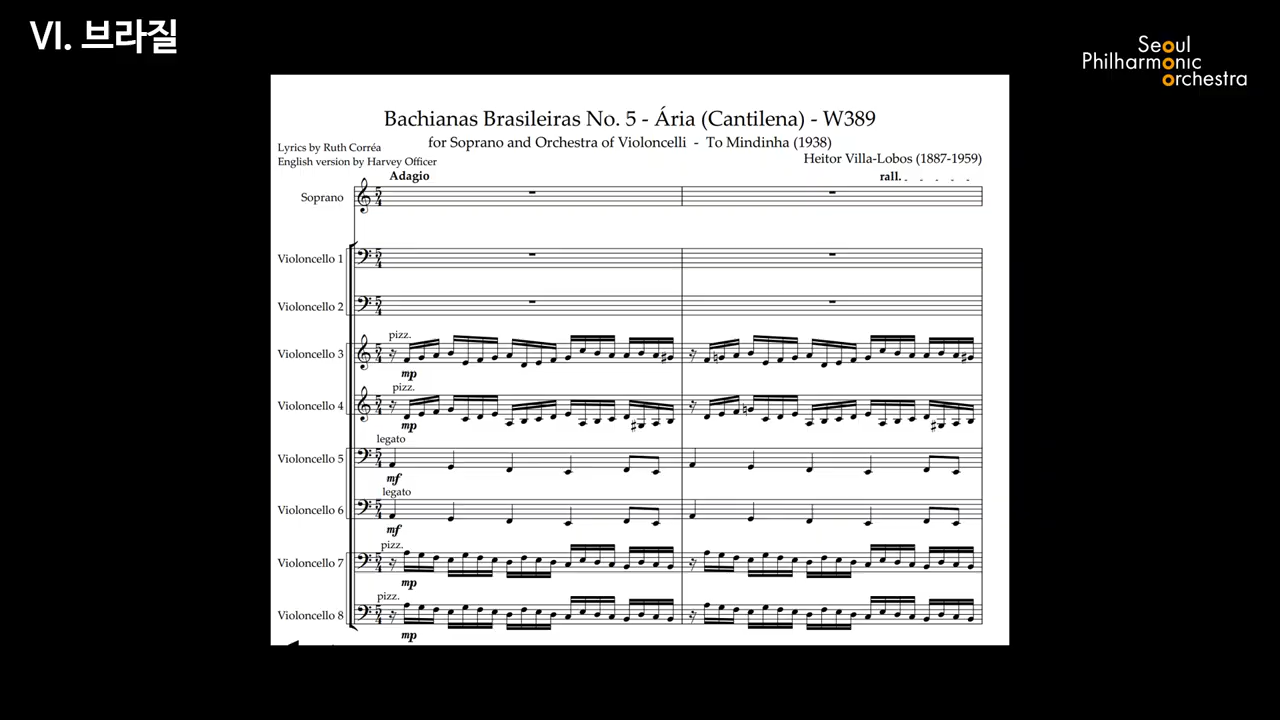 VI. 브라질
Seoul
Philharmonic
orchestra
Bachianas Brasileiras No. 5 - Ária (Cantilena) - W389
for Soprano and Orchestra of Violoncelli - To Mindinha (1938)
Lyrics by Ruth Corréa
English version by Harvey Officer
Heitor Villa-Lobos (1887-1959)
Adagio
rall.
Soprano
Violoncello 1
Violoncello 2
pizz.
Violoncello 3
mp
pizz.
Violoncello 4
mp
legato
Violoncello 5
mf
legato
Violoncello 6
mf
pizz.
Violoncello 7
mp
pizz.
Violoncello 8
mp